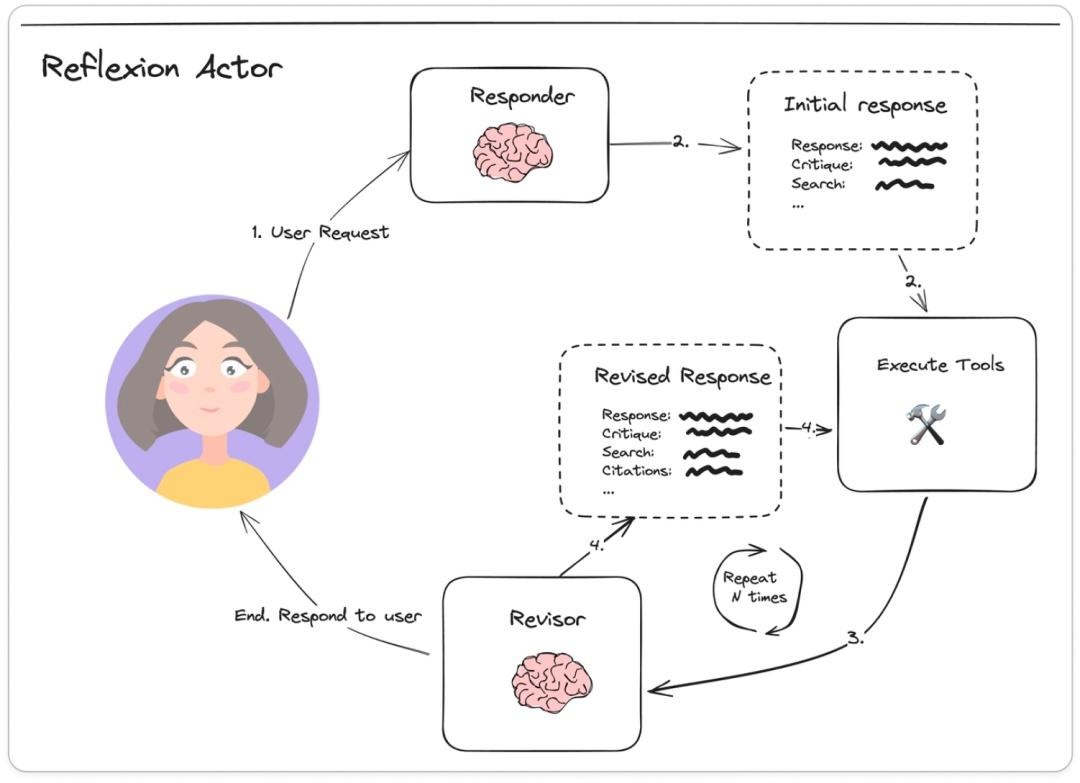 Reflexion Actor
Responder
2.
Initial response
Response:
Critique:
Search:
...
1. User Request
2.
Execute Tools
Revised Response
Response:
Critique:
Search:
Citations:
...
4.
4.
Repeat
N times
3.
Revisor
End. Respond to user